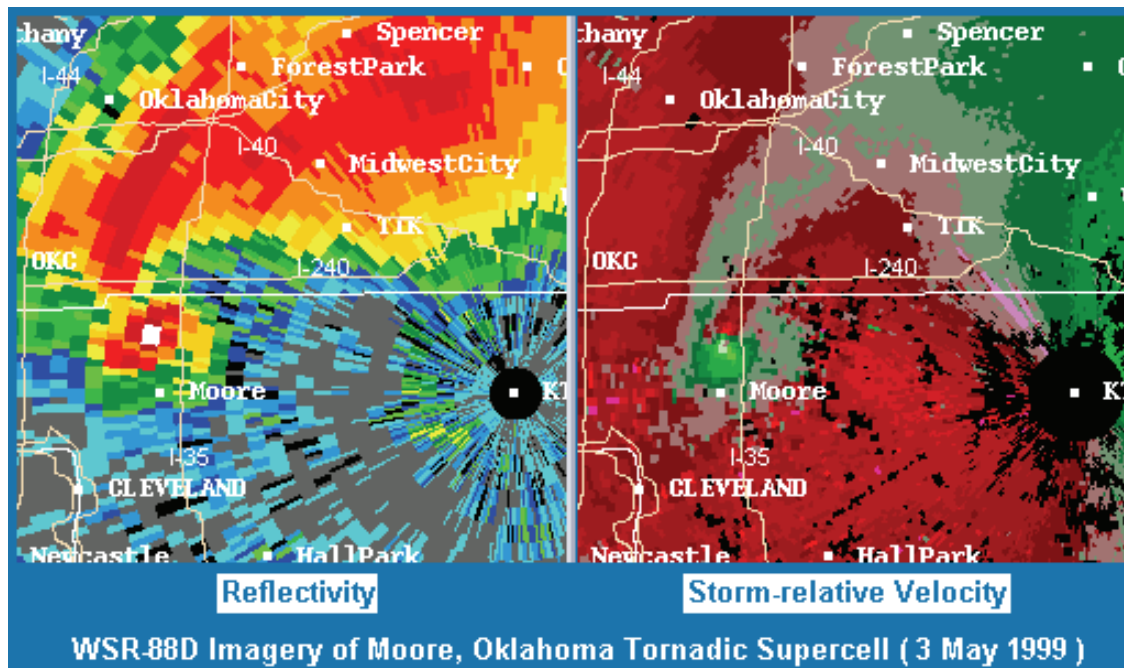 thany
Spencer
I-44
ForestPark
OklahomaCity
I-40
MidwestCity
TIK
OKC
I-240
Moore
I-35
CLEVELAND
Newcastle
HallPark
thany
Spencer
I-44
ForestPark
OklahomaCity
I-40
MidwestCity
TIK
OKC
I-240
Moore
I-35
CLEVELAND
Newcastle
HallPark
Reflectivity
Storm-relative Velocity
WSR-88D Imagery of Moore, Oklahoma Tornadic Supercell ( 3 May 1999 )